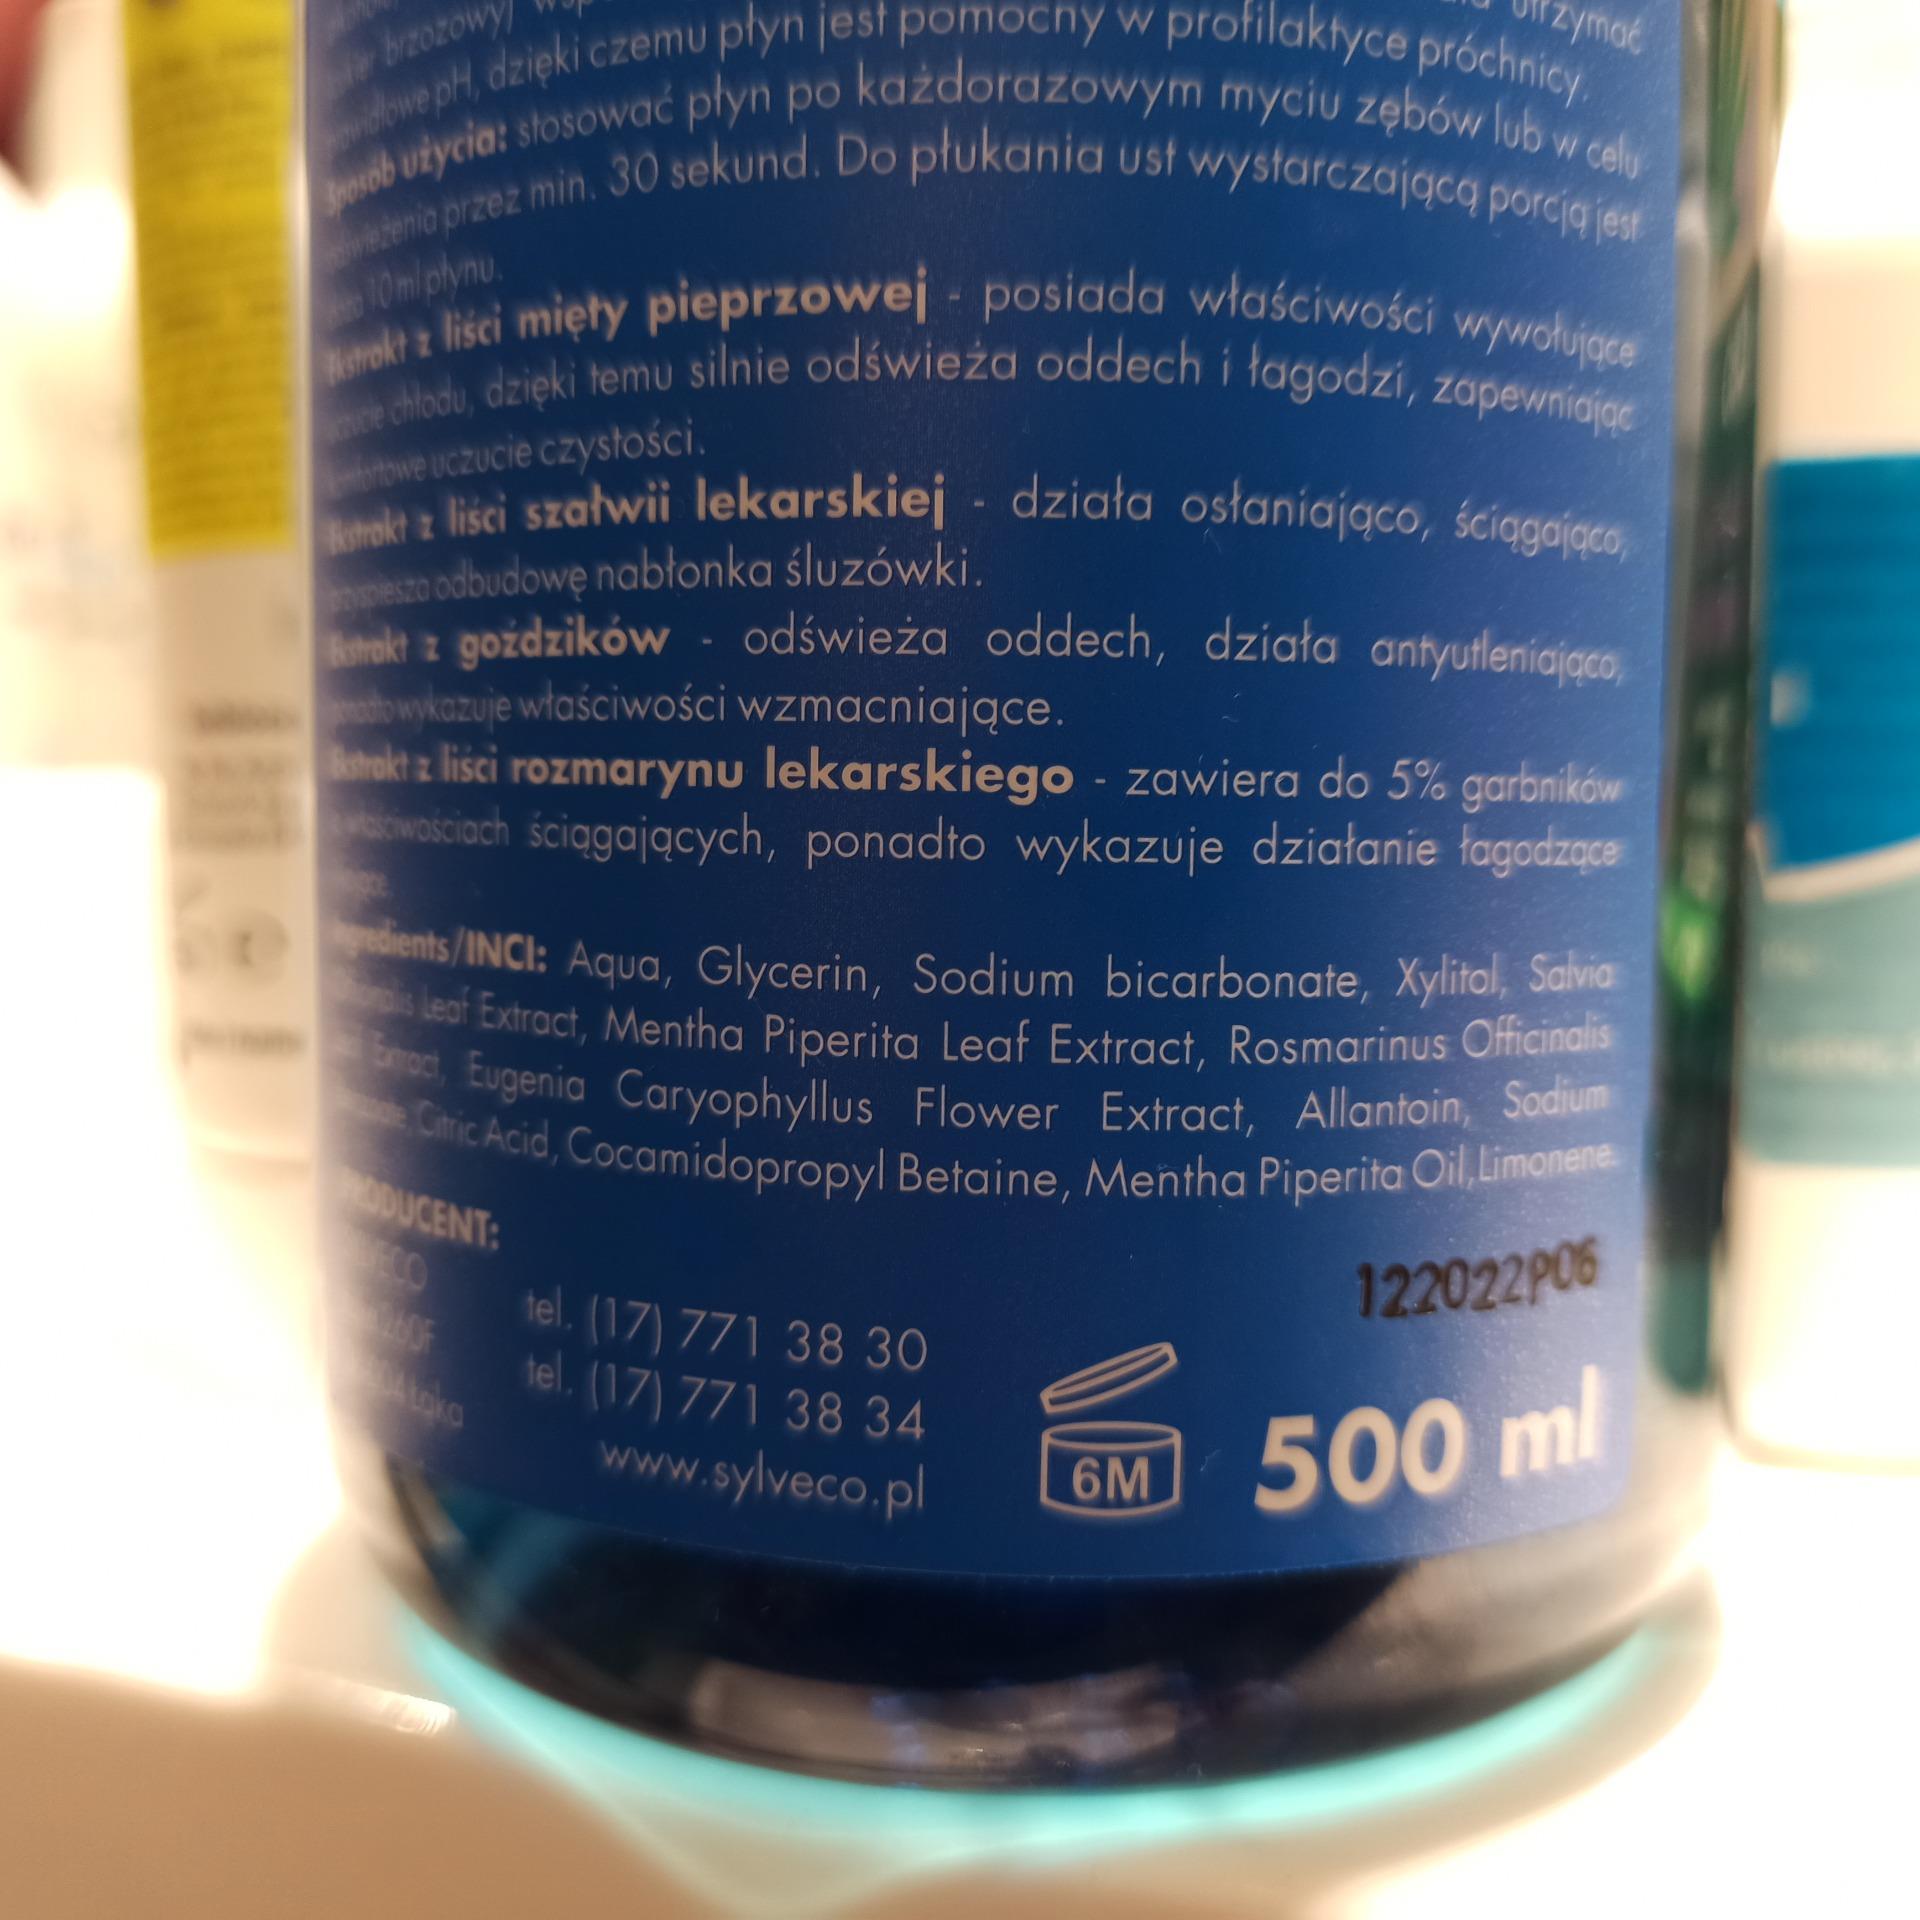 brzozowy)
utrzymać
pH, dzięki czemu płyn jest pomocny w profilaktyce próchnicy.
Sposób użycia: stosować płyn po każdorazowym myciu zębów lub w celu
odświeżenia przez min. 30 sekund. Do płukania ust wystarczającą porcją jest
10 ml płynu.
Ekstrakt z liści mięty pieprzowej - posiada właściwości wywołujące
uczucie chłodu, dzięki temu silnie odświeża oddech i łagodzi, zapewniając
komfortowe uczucie czystości.
Ekstrakt z liści szałwii lekarskiej - działa osłaniająco, ściągająco,
przyspiesza odbudowę nabłonka śluzówki.
Ekstrakt z goździków - odświeża oddech, działa antyutleniająco,
ponadto wykazuje właściwości wzmacniające.
Ekstrakt z liści rozmarynu lekarskiego - zawiera do 5% garbników
o właściwościach ściągających, ponadto wykazuje działanie łagodzące
Ingredients/INCI: Aqua, Glycerin, Sodium bicarbonate, Xylitol, Salvia
Officinalis Leaf Extract, Mentha Piperita Leaf Extract, Rosmarinus Officinalis
Leaf Extract, Eugenia Caryophyllus Flower Extract, Allantoin, Sodium
Benzoate, Citric Acid, Cocamidopropyl Betaine, Mentha Piperita Oil, Limonene.
PRODUCENT:
SYLVECO
260F
Łąka
tel. (17) 771 38 30
tel. (17) 771 38 34
www.sylveco.pl
122022P06
6M
500 ml